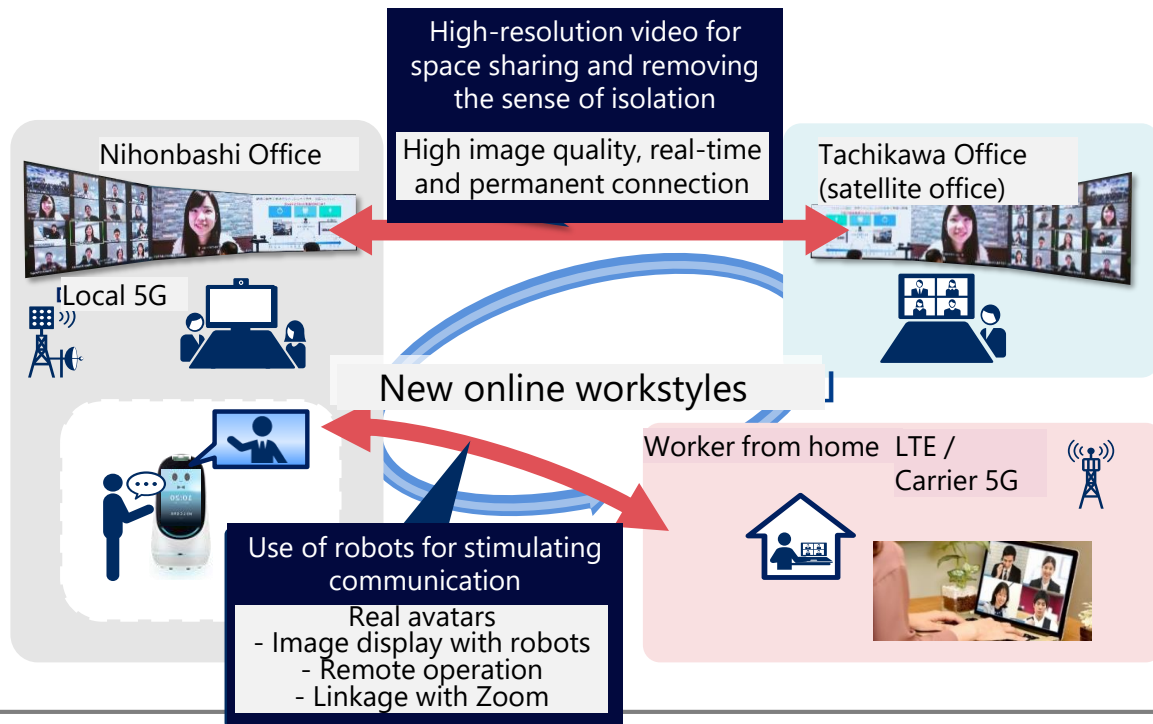 High-resolution video for
space sharing and removing
the sense of isolation
High image quality, real-time
and permanent connection
Nihonbashi Office
Tachikawa Office
(satellite office)
Local 5G
New online workstyles
Worker from home
LTE /
Carrier 5G
Use of robots for stimulating
communication
Real avatars
- Image display with robots
- Remote operation
- Linkage with Zoom